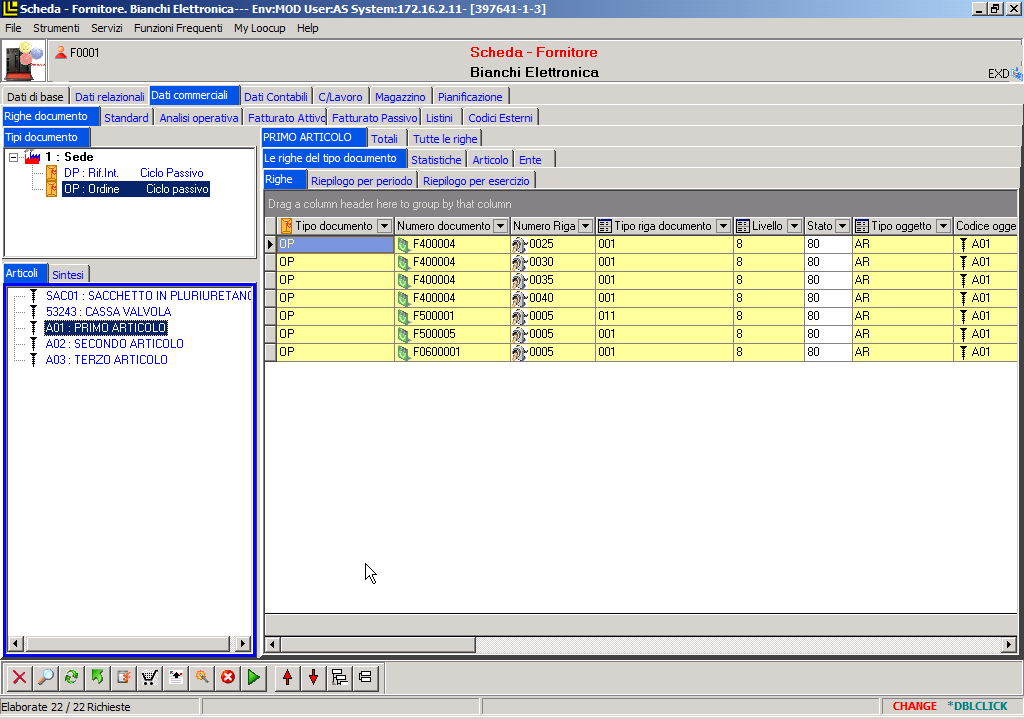 Scheda - Fornitore. Bianchi Elettronica--- Env:MOD User:AS System:172.16.2.11- [397641-1-3]
File Strumenti Servizi Funzioni Frequenti My Loocup Help
F0001
Scheda - Fornitore
Bianchi Elettronica
EXD
Dati di base Dati relazionali Dati commerciali Dati Contabili C/Lavoro Magazzino Pianificazione
Righe documento Standard Analisi operativa Fatturato Attivo Fatturato Passivo Listini Codici Esterni
Tipi documento
1 : Sede
DP : Rif.Int. Ciclo Passivo
OP : Ordine Ciclo passivo
Articoli Sintesi
SAC01 : SACCHETTO IN PLURIURETANO
53243 : CASSA VALVOLA
A01 : PRIMO ARTICOLO
A02 : SECONDO ARTICOLO
A03 : TERZO ARTICOLO
PRIMO ARTICOLO Totali Tutte le righe
Le righe del tipo documento Statistiche Articolo Ente
Righe Riepilogo per periodo Riepilogo per esercizio
Drag a column header here to group by that column
Tipo documento Numero documento Numero Riga Tipo riga documento Livello Stato Tipo oggetto Codice ogge
OP F400004 0025 001 8 80 AR A01
OP F400004 0030 001 8 80 AR A01
OP F400004 0035 001 8 80 AR A01
OP F400004 0040 001 8 80 AR A01
OP F500001 0005 011 8 80 AR A01
OP F500005 0005 001 8 80 AR A01
OP F0600001 0005 001 8 80 AR A01
Elaborate 22 / 22 Richieste
CHANGE *DBLCLICK